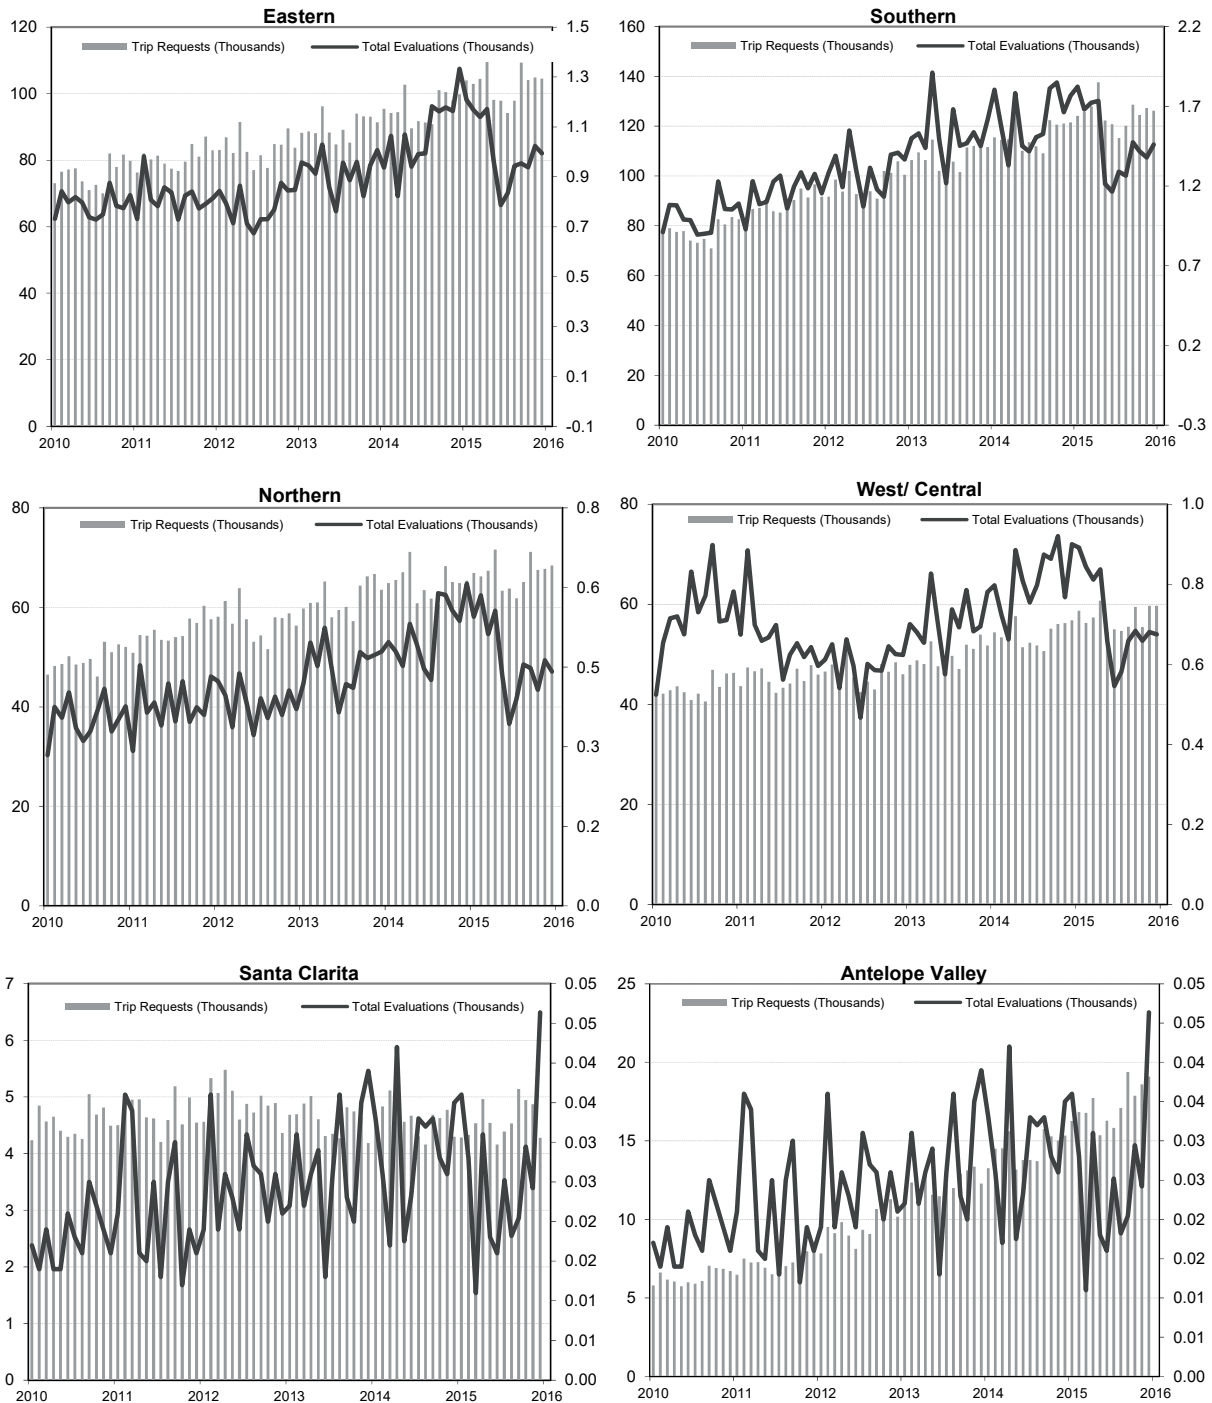 Eastern
Trip Requests (Thousands) Total Evaluations (Thousands)
120 1.5
100 1.3
80 1.1
60 0.9
40 0.7
20 0.5
0 0.3
0.1
-0.1
2010 2011 2012 2013 2014 2015 2016
Southern
Trip Requests (Thousands) Total Evaluations (Thousands)
160 2.2
140 1.7
120 1.2
100 0.7
80 0.2
60 -0.3
40
20
0
2010 2011 2012 2013 2014 2015 2016
Northern
Trip Requests (Thousands) Total Evaluations (Thousands)
80 0.8
60 0.6
40 0.5
20 0.3
0 0.2
0.0
2010 2011 2012 2013 2014 2015 2016
West/ Central
Trip Requests (Thousands) Total Evaluations (Thousands)
80 1.0
60 0.8
40 0.6
20 0.4
0 0.2
0.0
2010 2011 2012 2013 2014 2015 2016
Santa Clarita
Trip Requests (Thousands) Total Evaluations (Thousands)
7 0.05
6 0.05
5 0.04
4 0.04
3 0.03
2 0.03
1 0.02
0 0.02
0.01
0.01
0.00
2010 2011 2012 2013 2014 2015 2016
Antelope Valley
Trip Requests (Thousands) Total Evaluations (Thousands)
25 0.05
20 0.05
15 0.04
10 0.04
5 0.03
0 0.03
0.02
0.02
0.01
0.01
0.00
2010 2011 2012 2013 2014 2015 2016